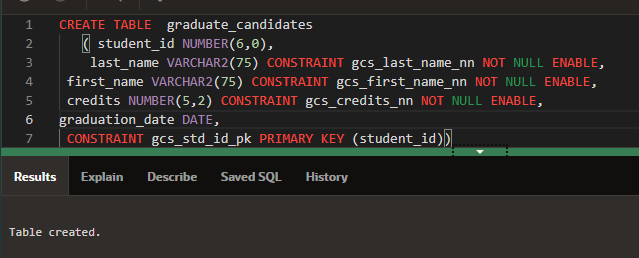 1 CREATE TABLE graduate_candidates
2 ( student_id NUMBER(6,0),
3 last_name VARCHAR2(75) CONSTRAINT gcs_last_name_nn NOT NULL ENABLE,
4 first_name VARCHAR2(75) CONSTRAINT gcs_first_name_nn NOT NULL ENABLE,
5 credits NUMBER(5,2) CONSTRAINT gcs_credits_nn NOT NULL ENABLE,
6 graduation_date DATE,
7 CONSTRAINT gcs_std_id_pk PRIMARY KEY (student_id))
Results Explain Describe Saved SQL History
Table created.